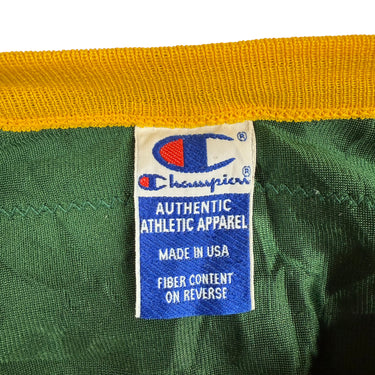 C®
Champion®
AUTHENTIC
ATHLETIC APPAREL
MADE IN USA
FIBER CONTENT
ON REVERSE